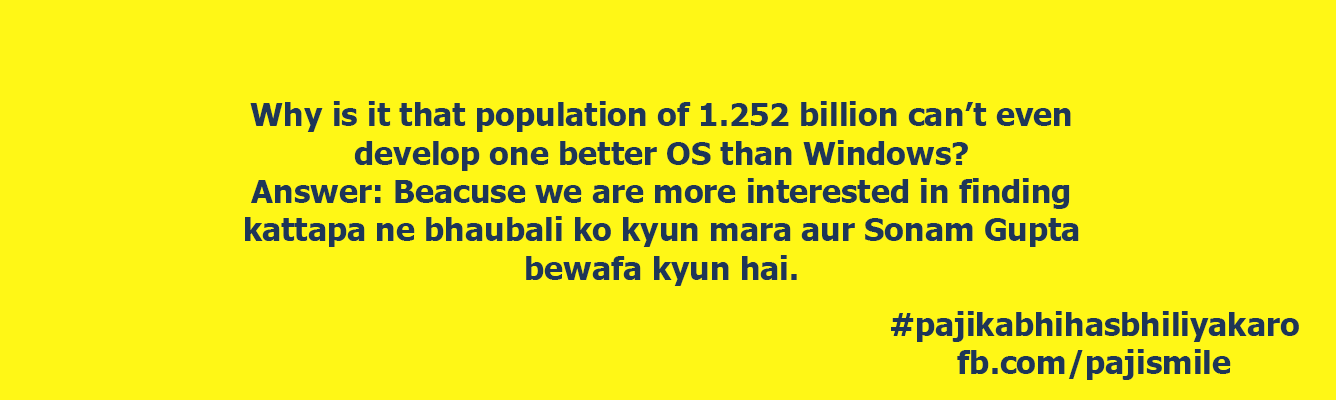 Why is it that population of 1.252 billion can’t even
develop one better OS than Windows?
Answer: Beacuse we are more interested in finding
kattapa ne bhaubali ko kyun mara aur Sonam Gupta
bewafa kyun hai.
#pajikabhihasbhiliyakaro
fb.com/pajismile